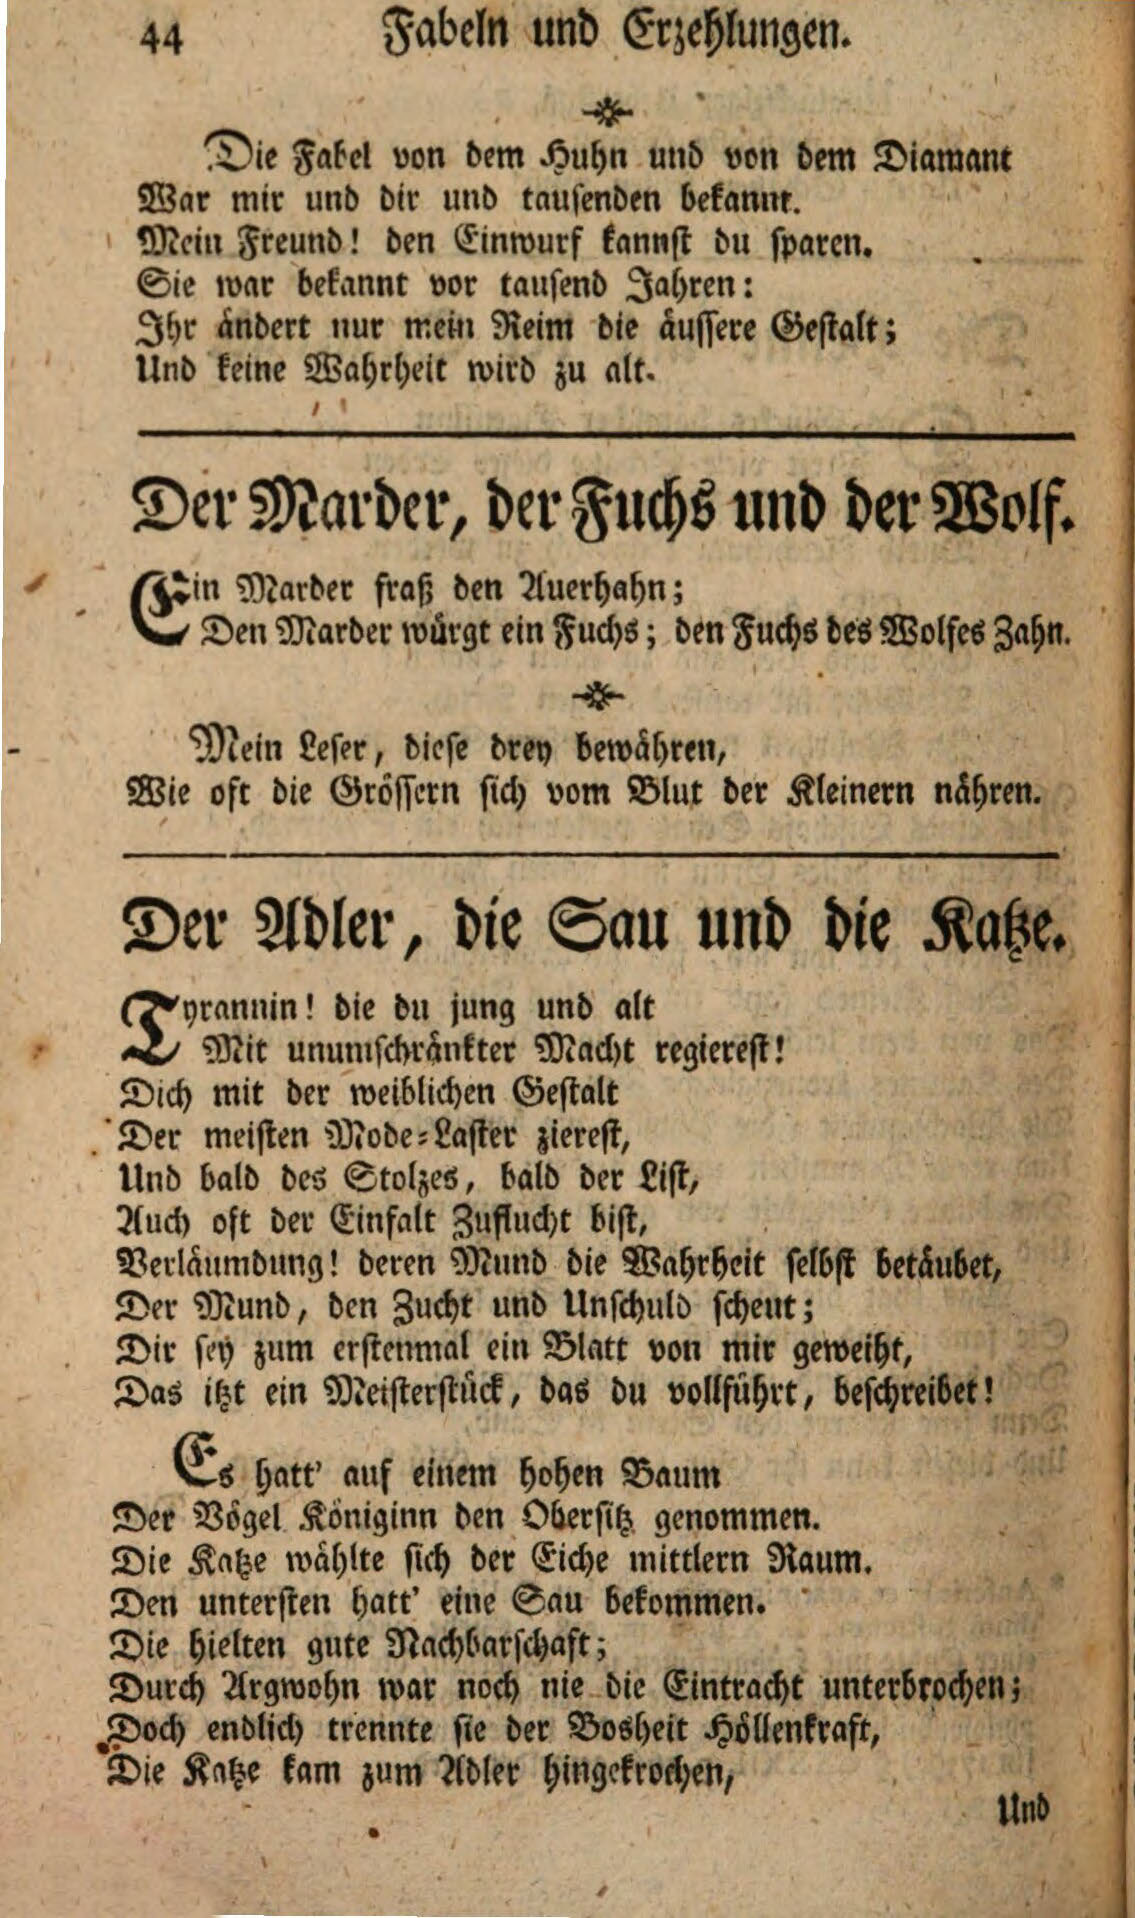 44 Fabeln und Erzehlungen.
Die Fabel von dem Huhn und von dem Diamant
War mir und dir und tausenden bekannt.
Mein Freund! den Einwurf kannst du sparen.
Sie war bekannt vor tausend Jahren:
Ihr ändert nur mein Reim die äussere Gestalt;
Und keine Wahrheit wird zu alt.
Der Marder, der Fuchs und der Wolf.
Ein Marder fraß den Auerhahn;
Den Marder würgt ein Fuchs; den Fuchs des Wolfes Zahn.
Mein Leser, diese drey bewähren,
Wie oft die Grössern sich vom Blut der Kleinern nähren.
Der Adler, die Sau und die Katze.
Tyrannin! die du jung und alt
Mit unumschränkter Macht regierest!
Dich mit der weiblichen Gestalt
Der meisten Mode-Laster zierest,
Und bald des Stolzes, bald der List,
Auch oft der Einfalt Zuflucht bist,
Verläumdung! deren Mund die Wahrheit selbst betäubet,
Der Mund, den Zucht und Unschuld scheut;
Dir sey zum erstenmal ein Blatt von mir geweiht,
Das itzt ein Meisterstück, das du vollführt, beschreibet!
Es hatt' auf einem hohen Baum
Der Vögel Königinn den Obersitz genommen.
Die Katze wählte sich der Eiche mittlern Raum.
Den untersten hatt' eine Sau bekommen.
Die hielten gute Nachbarschaft;
Durch Argwohn war noch nie die Eintracht unterbrochen;
Doch endlich trennte sie der Bosheit Höllenkraft,
Die Katze kam zum Adler hingekrochen,
Und